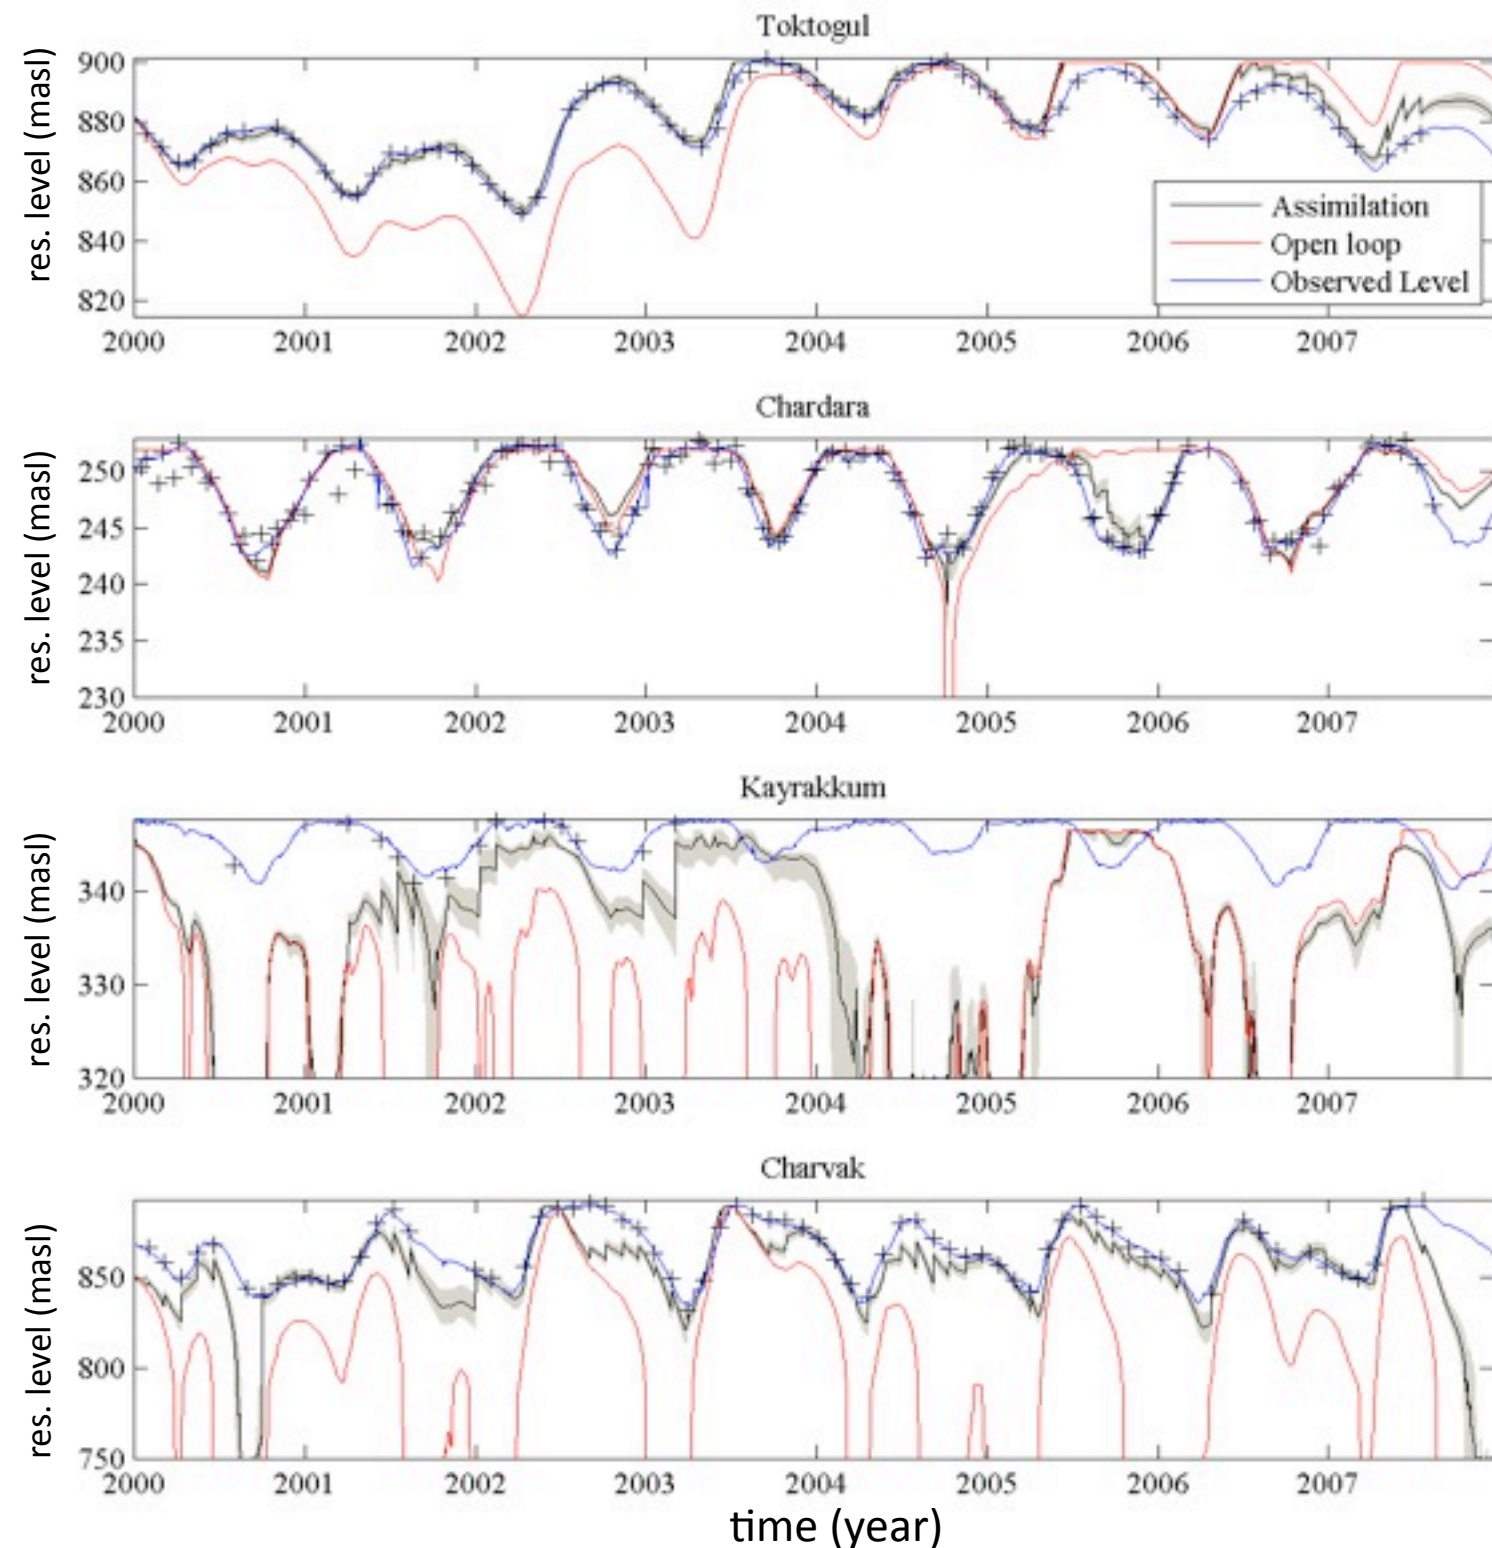 Toktogul
res. level (masl)
900
880
860
840
820
Assimilation
Open loop
Observed Level
2000 2001 2002 2003 2004 2005 2006 2007
Chardara
res. level (masl)
250
245
240
235
230
2000 2001 2002 2003 2004 2005 2006 2007
Kayrakkum
res. level (masl)
340
330
320
2000 2001 2002 2003 2004 2005 2006 2007
Charvak
res. level (masl)
850
800
750
2000 2001 2002 2003 2004 2005 2006 2007
time (year)